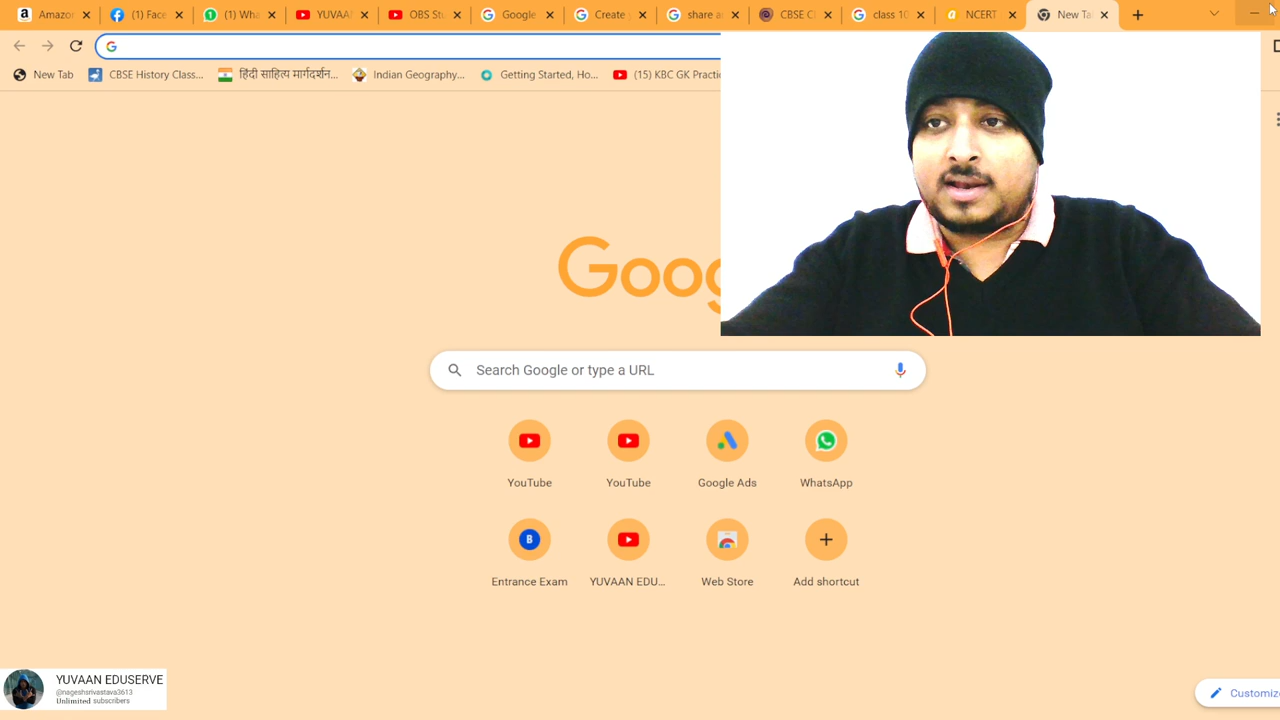 Amazon
(1) Face
(1) Wha
YUVAA
OBS St
Google
Create
share a
CBSE C
class 10
NCERT
New Ta
New Tab
CBSE History Class...
हिंदी साहित्य मार्गदर्शन...
Indian Geography...
Getting Started, Ho...
(15) KBC GK Practic
Goog
Search Google or type a URL
YouTube
YouTube
Google Ads
WhatsApp
B
Entrance Exam
YUVAAN EDU...
Web Store
Add shortcut
YUVAAN EDUSERVE
@nageshsrivastava3613
Unlimited subscribers
Customize